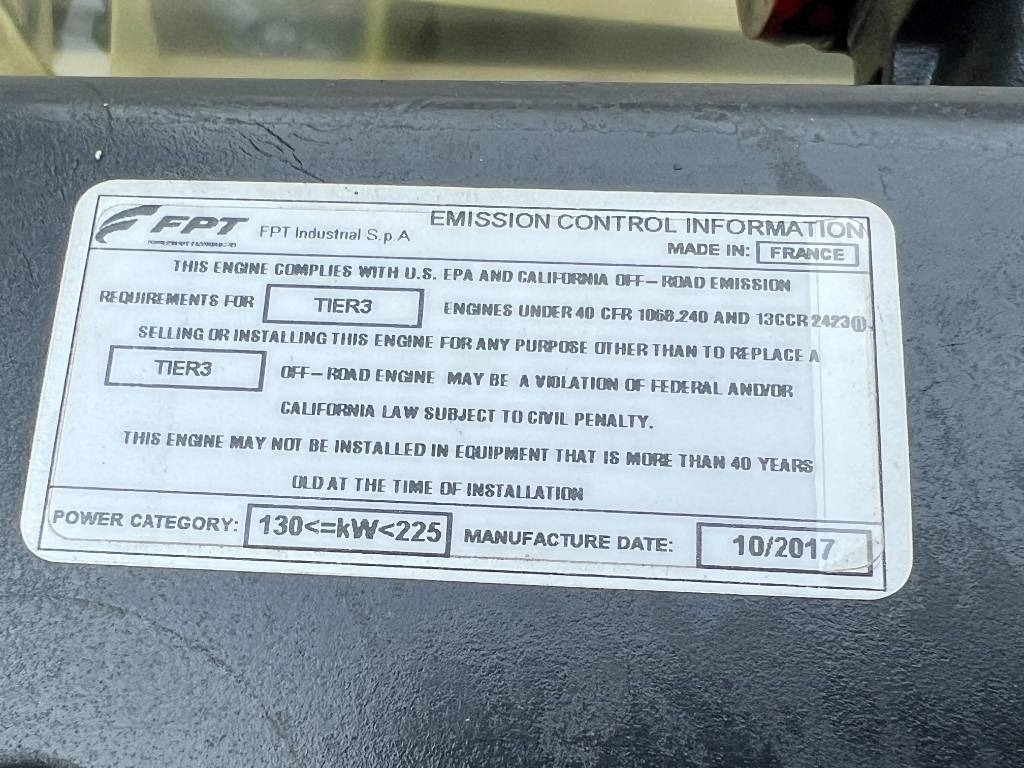 FPT
FPT Industrial S.p.A
EMISSION CONTROL INFORMATION
MADE IN: FRANCE
THIS ENGINE COMPLIES WITH U.S. EPA AND CALIFORNIA OFF-ROAD EMISSION
REQUIREMENTS FOR TIER3 ENGINES UNDER 40 CFR 1068.240 AND 13CCR 2423(l).
SELLING OR INSTALLING THIS ENGINE FOR ANY PURPOSE OTHER THAN TO REPLACE A
TIER3 OFF-ROAD ENGINE MAY BE A VIOLATION OF FEDERAL AND/OR
CALIFORNIA LAW SUBJECT TO CIVIL PENALTY.
THIS ENGINE MAY NOT BE INSTALLED IN EQUIPMENT THAT IS MORE THAN 40 YEARS
OLD AT THE TIME OF INSTALLATION
POWER CATEGORY: 130<=kW<225 MANUFACTURE DATE: 10/2017